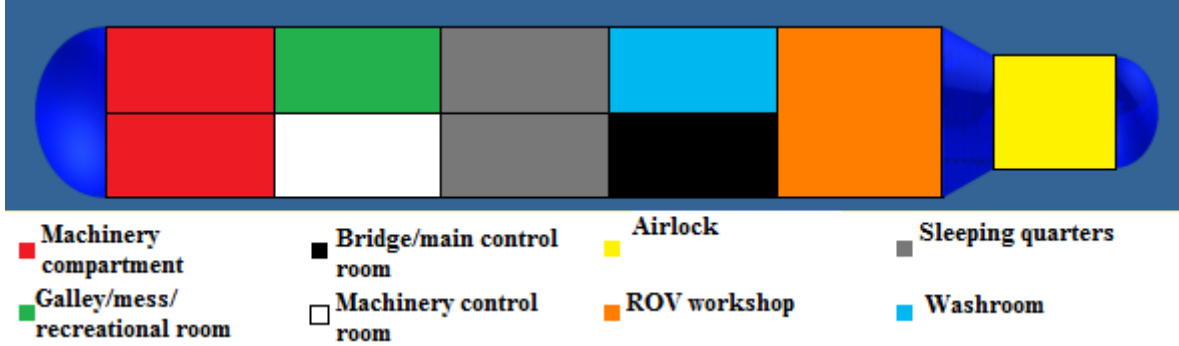 Machinery
compartment
Bridge/main control
room
Airlock
Sleeping quarters
Galley/mess/
recreational room
Machinery control
room
ROV workshop
Washroom